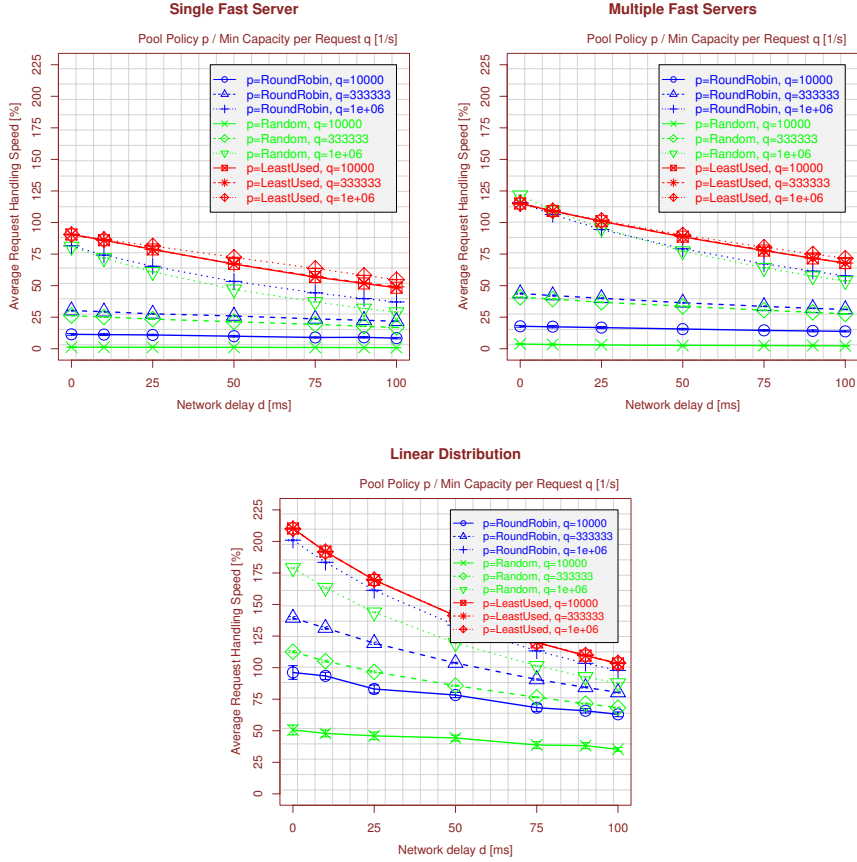 Single Fast Server
Pool Policy p / Min Capacity per Request q [1/s]
Average Request Handling Speed [%]
225
200
175
150
125
100
75
50
25
0
p=RoundRobin, q=10000
p=RoundRobin, q=333333
p=RoundRobin, q=1e+06
p=Random, q=10000
p=Random, q=333333
p=Random, q=1e+06
p=LeastUsed, q=10000
p=LeastUsed, q=333333
p=LeastUsed, q=1e+06
0 25 50 75 100
Network delay d [ms]
Multiple Fast Servers
Pool Policy p / Min Capacity per Request q [1/s]
Average Request Handling Speed [%]
225
200
175
150
125
100
75
50
25
0
p=RoundRobin, q=10000
p=RoundRobin, q=333333
p=RoundRobin, q=1e+06
p=Random, q=10000
p=Random, q=333333
p=Random, q=1e+06
p=LeastUsed, q=10000
p=LeastUsed, q=333333
p=LeastUsed, q=1e+06
0 25 50 75 100
Network delay d [ms]
Linear Distribution
Pool Policy p / Min Capacity per Request q [1/s]
Average Request Handling Speed [%]
225
200
175
150
125
100
75
50
25
0
p=RoundRobin, q=10000
p=RoundRobin, q=333333
p=RoundRobin, q=1e+06
p=Random, q=10000
p=Random, q=333333
p=Random, q=1e+06
p=LeastUsed, q=10000
p=LeastUsed, q=333333
p=LeastUsed, q=1e+06
0 25 50 75 100
Network delay d [ms]